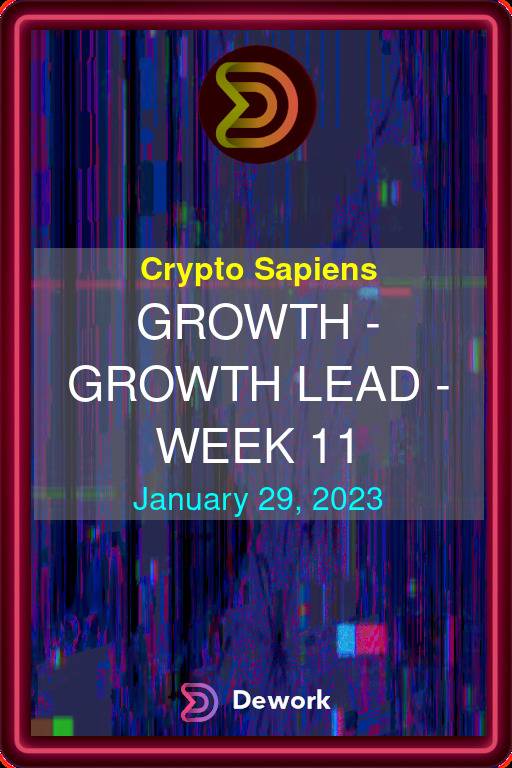 Crypto Sapiens
GROWTH -
GROWTH LEAD -
WEEK 11
January 29, 2023
Dework